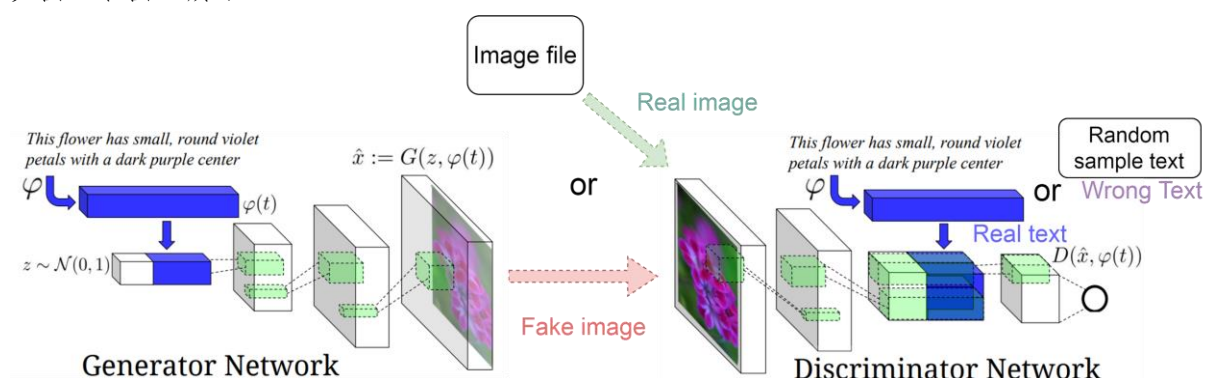 Image file
Real image
This flower has small, round violet
petals with a dark purple center
φ
φ(t)
z ~ 𝒩(0, 1)
x̂ := G(z, φ(t))
Generator Network
or
Fake image
This flower has small, round violet
petals with a dark purple center
φ
or
Random
sample text
Wrong Text
Real text
D(x̂, φ(t))
Discriminator Network